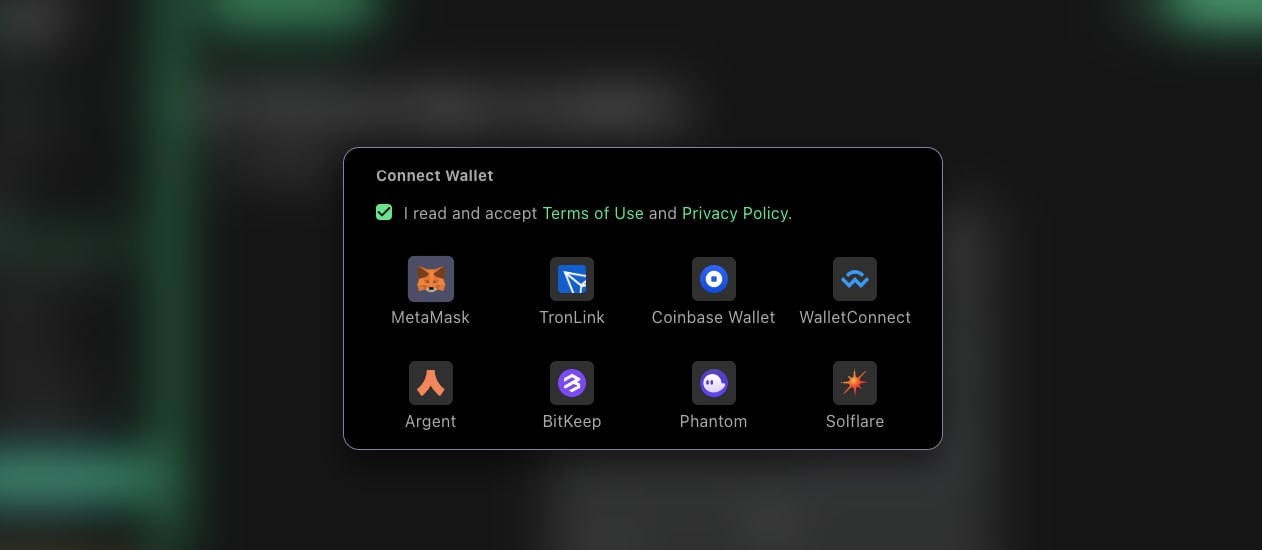 Connect Wallet
I read and accept Terms of Use and Privacy Policy.
MetaMask TronLink Coinbase Wallet WalletConnect
Argent BitKeep Phantom Solflare